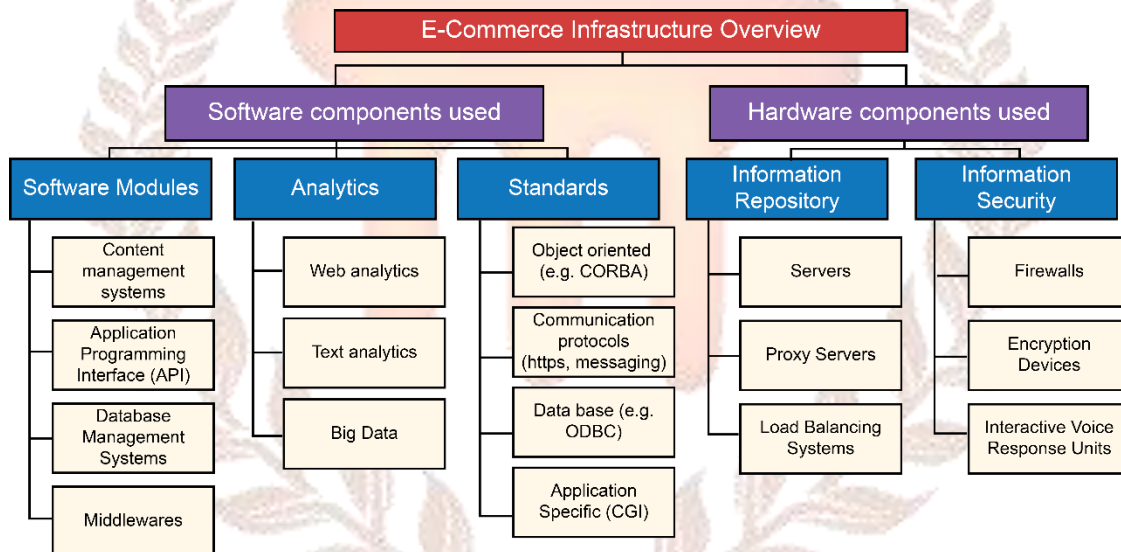 E-Commerce Infrastructure Overview
Software components used
Hardware components used
Software Modules
Analytics
Standards
Information
Repository
Information
Security
Content
management
systems
Application
Programming
Interface (API)
Database
Management
Systems
Middlewares
Web analytics
Text analytics
Big Data
Object oriented
(e.g. CORBA)
Communication
protocols
(https, messaging)
Data base (e.g.
ODBC)
Application
Specific (CGI)
Servers
Proxy Servers
Load Balancing
Systems
Firewalls
Encryption
Devices
Interactive Voice
Response Units